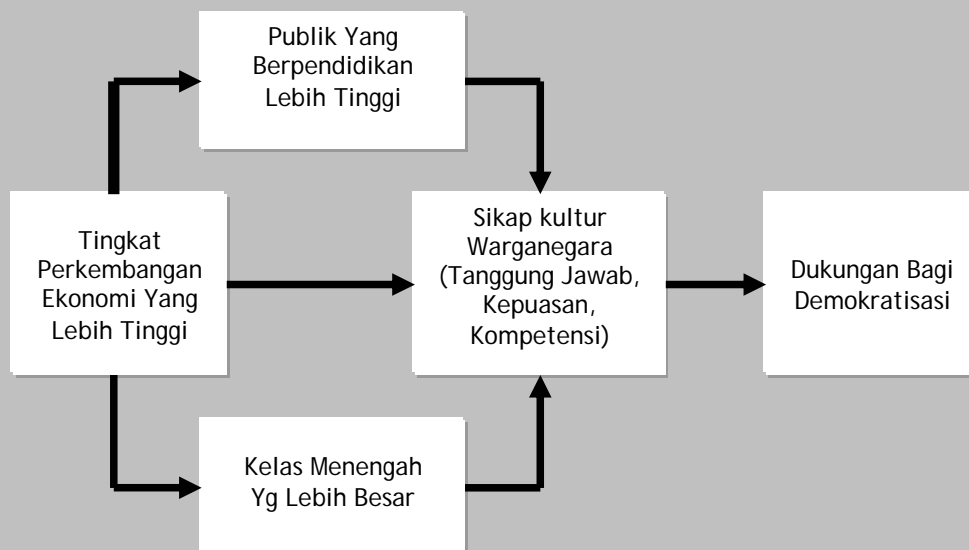 Publik Yang
Berpendidikan
Lebih Tinggi
Tingkat
Perkembangan
Ekonomi Yang
Lebih Tinggi
Sikap kultur
Warganegara
(Tanggung Jawab,
Kepuasan,
Kompetensi)
Dukungan Bagi
Demokratisasi
Kelas Menengah
Yg Lebih Besar